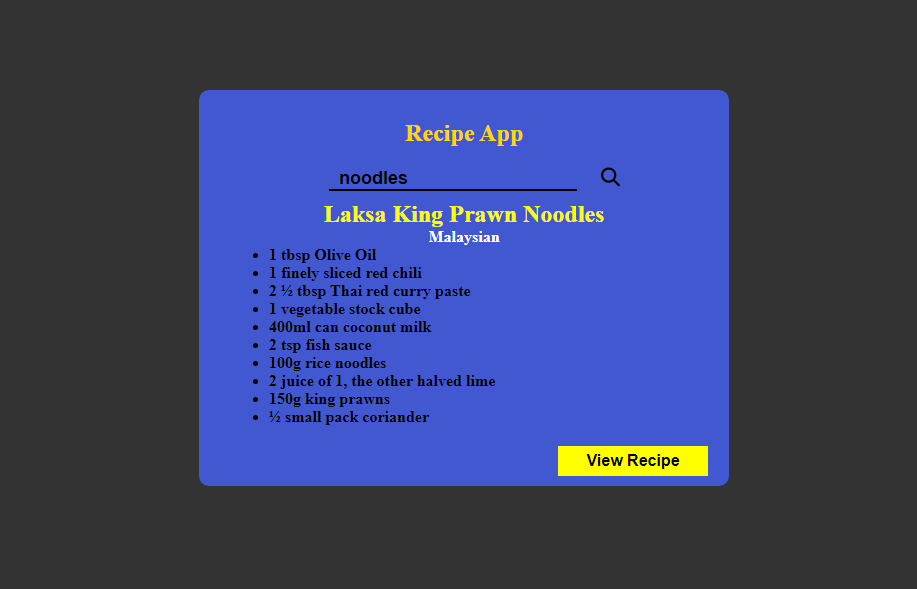 Recipe App
noodles
Laksa King Prawn Noodles
Malaysian
1 tbsp Olive Oil
1 finely sliced red chili
2 ½ tbsp Thai red curry paste
1 vegetable stock cube
400ml can coconut milk
2 tsp fish sauce
100g rice noodles
2 juice of 1, the other halved lime
150g king prawns
½ small pack coriander
View Recipe